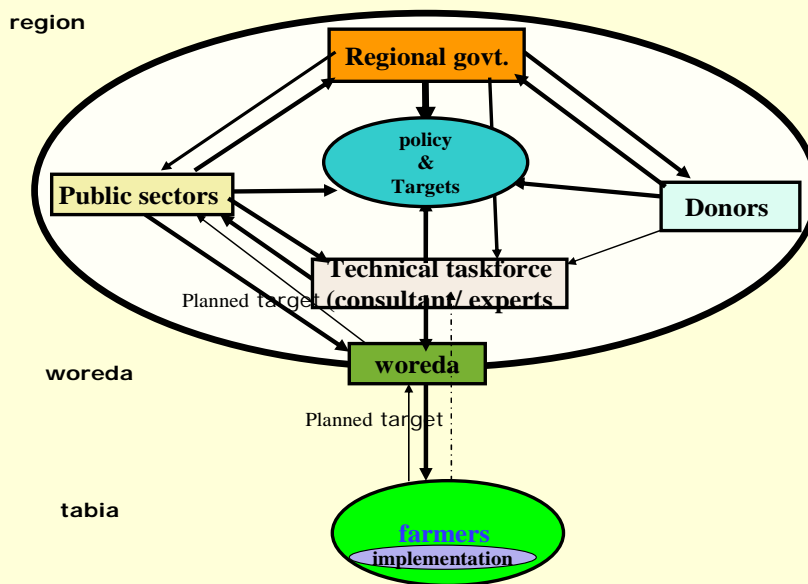 region
Regional govt.
policy
&
Targets
Public sectors
Donors
Technical taskforce
(consultant/ experts
Planned target
woreda
woreda
Planned target
tabia
farmers
implementation